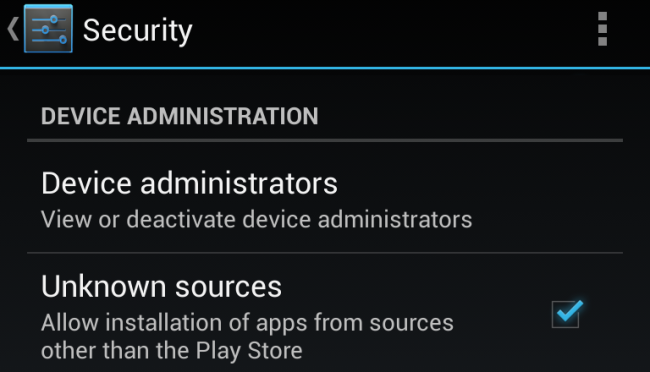 Security
DEVICE ADMINISTRATION
Device administrators
View or deactivate device administrators
Unknown sources
Allow installation of apps from sources
other than the Play Store